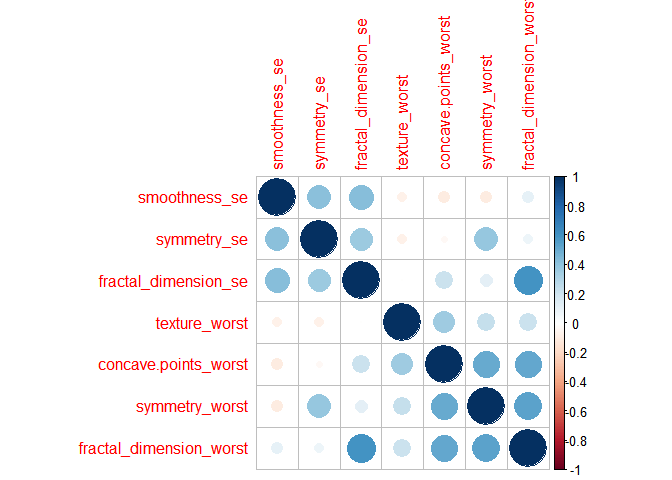 smoothness_se
symmetry_se
fractal_dimension_se
texture_worst
concave.points_worst
symmetry_worst
fractal_dimension_worst
smoothness_se
symmetry_se
fractal_dimension_se
texture_worst
concave.points_worst
symmetry_worst
fractal_dimension_worst
1
0.8
0.6
0.4
0.2
0
-0.2
-0.4
-0.6
-0.8
-1